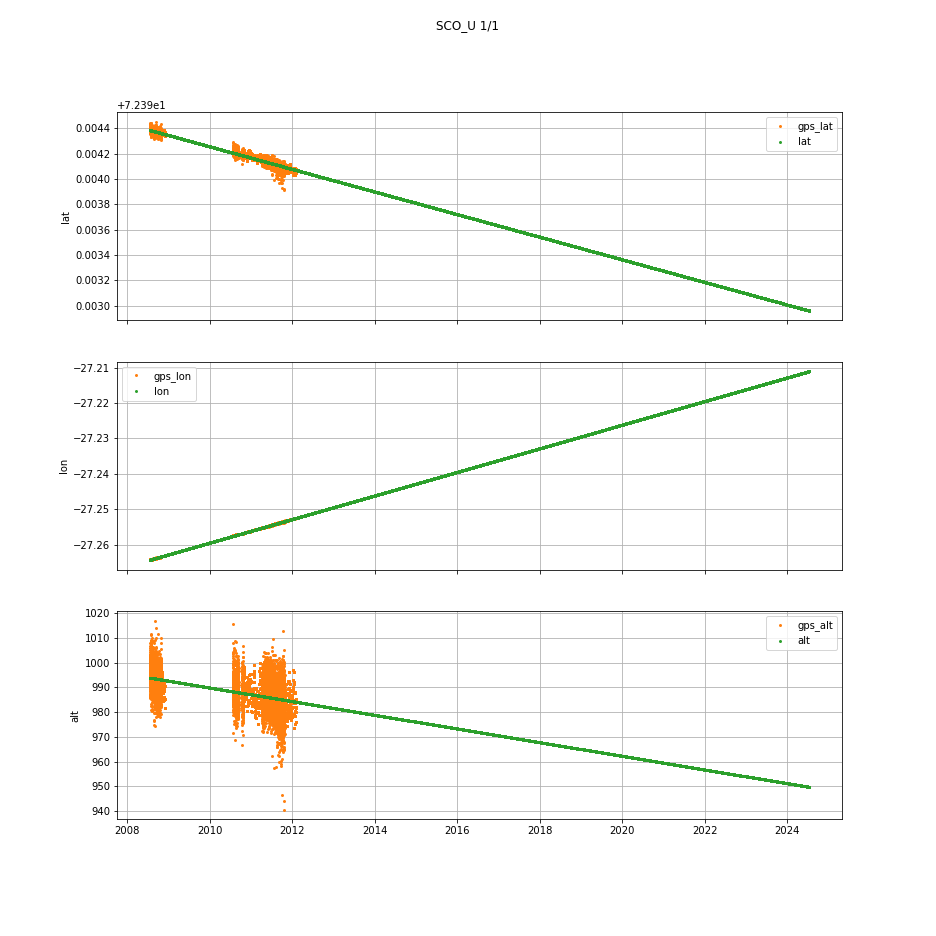 SCO_U 1/1
+7.239e1
0.0044
0.0042
0.0040
0.0038
0.0036
0.0034
0.0032
0.0030
lat
gps_lat
lat
−27.21
−27.22
−27.23
−27.24
−27.25
−27.26
lon
gps_lon
lon
1020
1010
1000
990
980
970
960
950
940
alt
gps_alt
alt
2008 2010 2012 2014 2016 2018 2020 2022 2024